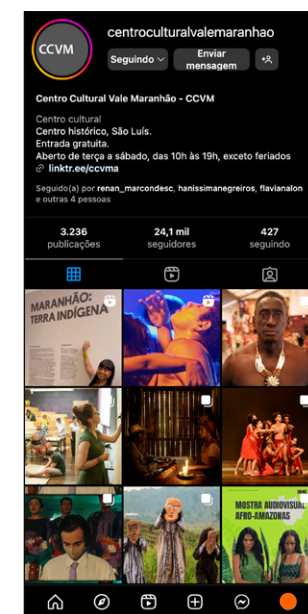 centroculturalvalemaranhao
CCVM
Seguindo
Enviar mensagem
Centro Cultural Vale Maranhão - CCVM
Centro cultural
Centro histórico, São Luís.
Entrada gratuita.
Aberto de terça a sábado, das 10h às 19h, exceto feriados
linktr.ee/ccvma
Seguido(a) por renan_marcondesc, hanissimanegreiros, flavianalon
e outras 4 pessoas
3.236 24,1 mil 427
publicações seguidores seguindo
MARANHÃO:
TERRA INDÍGENA
MOSTRA AUDIOVISUAL
AFRO-AMAZONAS